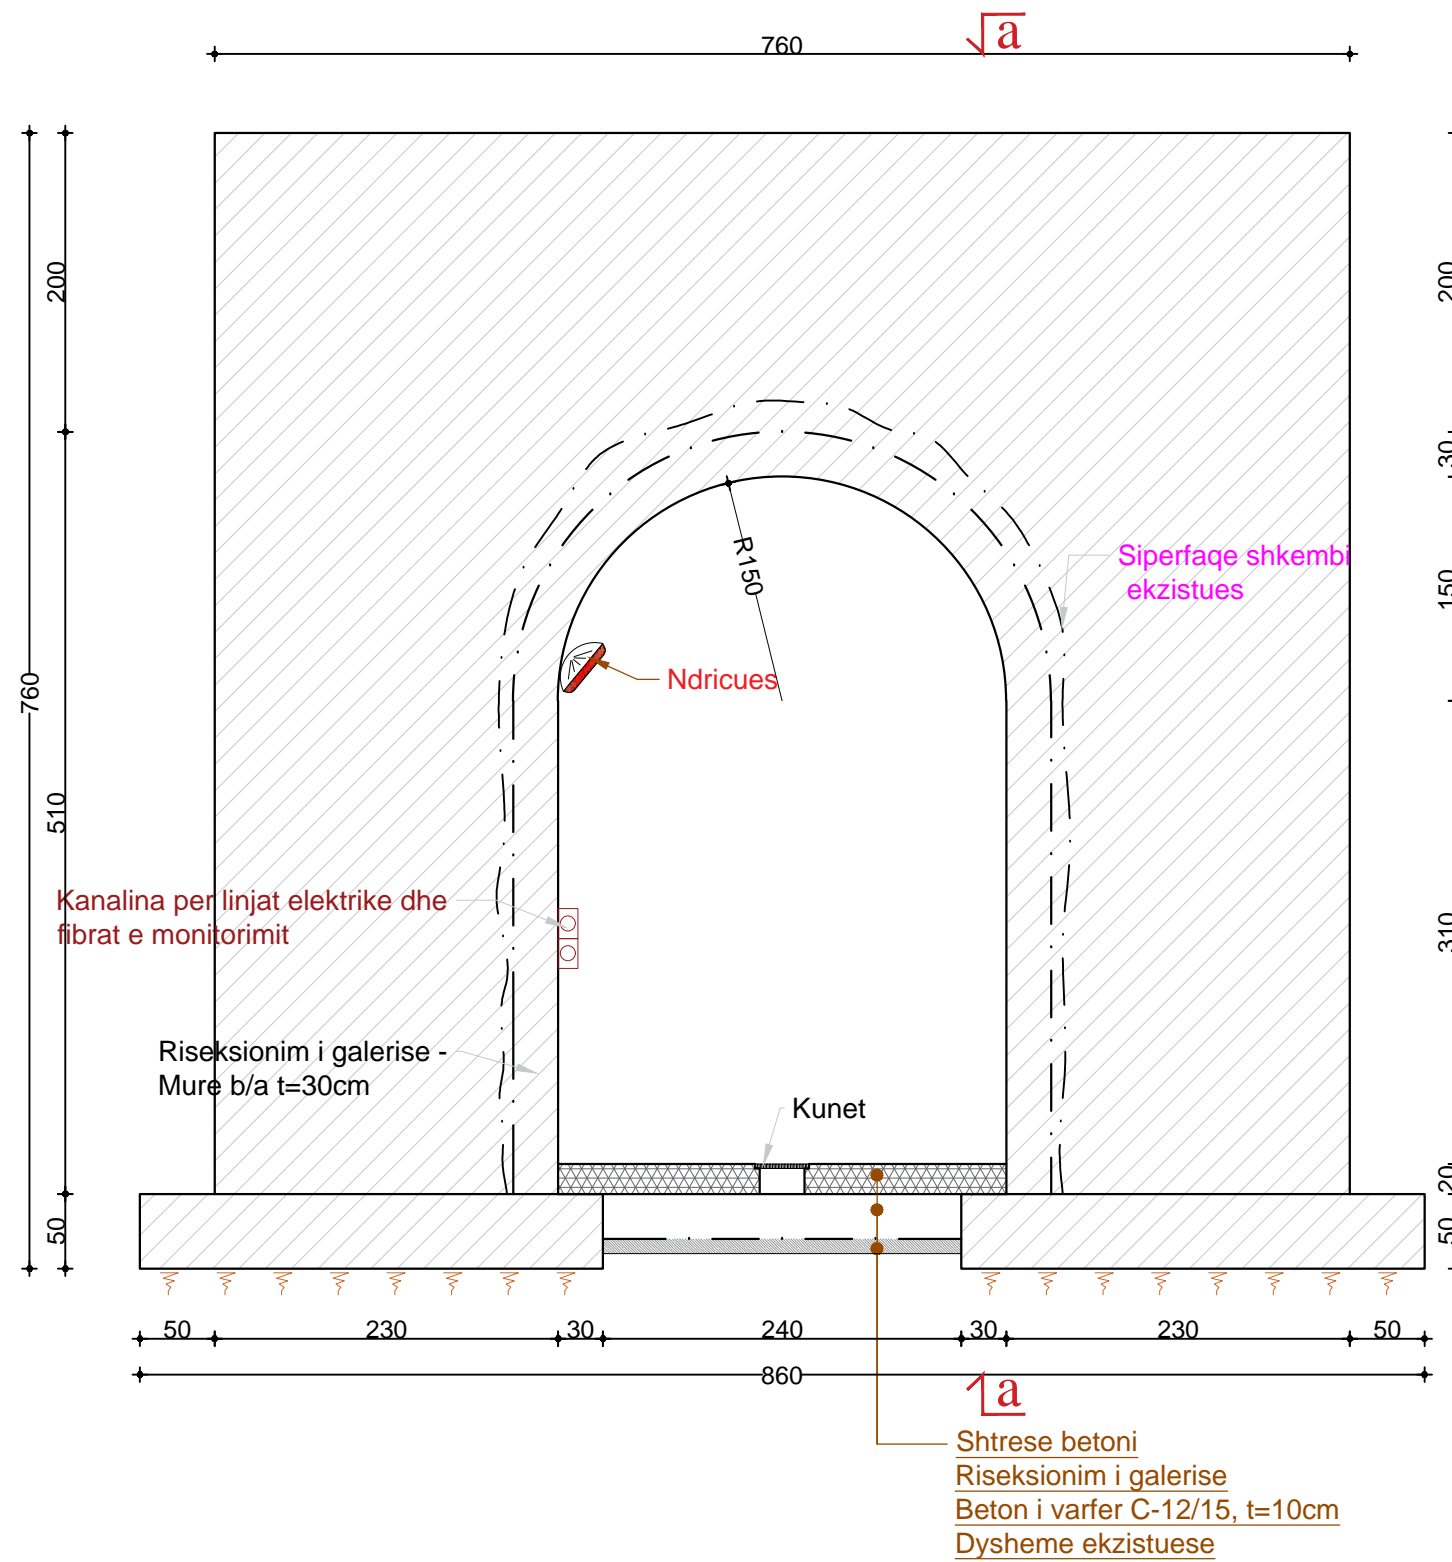 760
a
200
200
30
R150
Siperfaqe shkembi
ekzistues
150
Ndricues
760
510
Kanalina per linjat elektrike dhe
fibrat e monitorimit
310
Riseksionim i galerise -
Mure b/a t=30cm
Kunet
20
50
50
50
230
30
240
30
230
50
860
a
Shtrese betoni
Riseksionim i galerise
Beton i varfer C-12/15, t=10cm
Dysheme ekzistuese